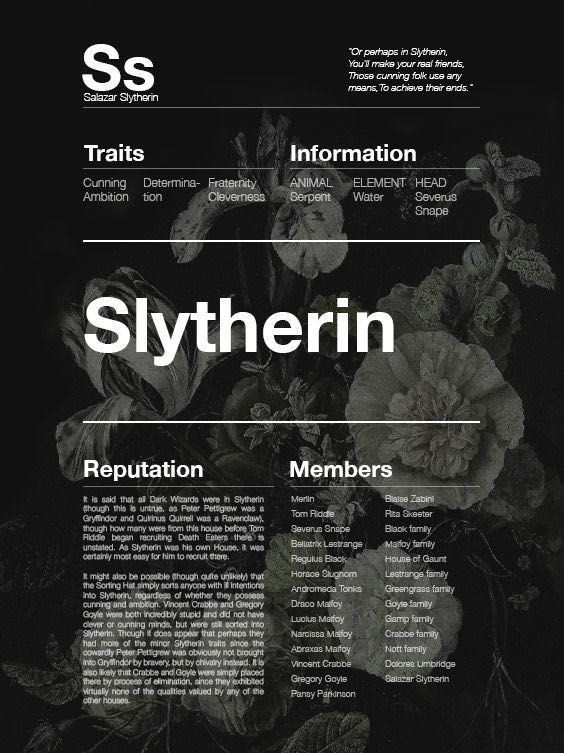 Ss
Salazar Slytherin
"Or perhaps in Slytherin,
You'll make your real friends,
Those cunning folk use any
means,To achieve their ends."
Traits
Cunning
Ambition
Determina-
tion
Fraternity
Cleverness
Information
ANIMAL
Serpent
ELEMENT
Water
HEAD
Severus
Snape
Slytherin
Reputation
It is said that all Dark Wizards were in Slytherin
(though this is untrue, as Peter Pettigrew was a
Gryffindor and Quirinus Quirrell was a Ravenclaw),
though how many were from this house before Tom
Riddle began recruiting Death Eaters there is
unstated. As Slytherin was his own House, it was
certainly most easy for him to recruit there.
It might also be possible (though quite unlikely) that
the Sorting Hat simply sorts anyone with ill intentions
into Slytherin, regardless of whether they possess
cunning and ambition. Vincent Crabbe and Gregory
Goyle were both incredibly stupid and did not have
clever or cunning minds, but were still sorted into
Slytherin. Though it does appear that perhaps they
had more of the minor Slytherin traits since the
cowardly Peter Pettigrew was obviously not brought
into Gryffindor by bravery, but by chivalry instead. It is
also likely that Crabbe and Goyle were simply placed
there by process of elimination, since they exhibited
virtually none of the qualities valued by any of the
other houses.
Members
Merlin
Tom Riddle
Severus Snape
Bellatrix Lestrange
Regulus Black
Horace Slughorn
Andromeda Tonks
Draco Malfoy
Lucius Malfoy
Narcissa Malfoy
Abraxas Malfoy
Vincent Crabbe
Gregory Goyle
Pansy Parkinson
Blaise Zabini
Rita Skeeter
Black family
Malfoy family
House of Gaunt
Lestrange family
Greengrass family
Goyle family
Gamp family
Crabbe family
Nott family
Dolores Umbridge
Salazar Slytherin